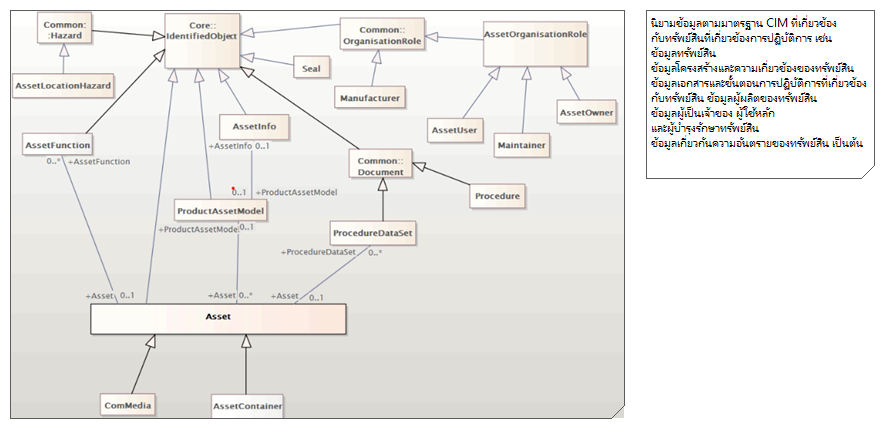 Common:
:Hazard
Core::
IdentifiedObject
Common::
OrganisationRole
AssetOrganisationRole
AssetLocationHazard
Seal
Manufacturer
AssetUser
Maintainer
AssetOwner
AssetFunction
0..*
+AssetFunction
AssetInfo
+AssetInfo 0..1
Common::
Document
Procedure
0..1
+ProductAssetModel
ProductAssetModel
+ProductAssetModel
0..1
ProcedureDataSet
+ProcedureDataSet
0..*
+Asset 0..1
+Asset 0..*
+Asset
0..1
Asset
ComMedia
AssetContainer
นิยามข้อมูลตามมาตรฐาน CIM ที่เกี่ยวข้อง
กับทรัพย์สินที่เกี่ยวข้องการปฏิบัติการ เช่น
ข้อมูลทรัพย์สิน
ข้อมูลโครงสร้างและความเกี่ยวข้องของทรัพย์สิน
ข้อมูลเอกสารและขั้นตอนการปฏิบัติการที่เกี่ยวข้อง
กับทรัพย์สิน ข้อมูลผู้ผลิตของทรัพย์สิน
ข้อมูลผู้เป็นเจ้าของ ผู้ใช้หลัก
และผู้บำรุงรักษาทรัพย์สิน
ข้อมูลเกี่ยวกับความอันตรายของทรัพย์สิน เป็นต้น